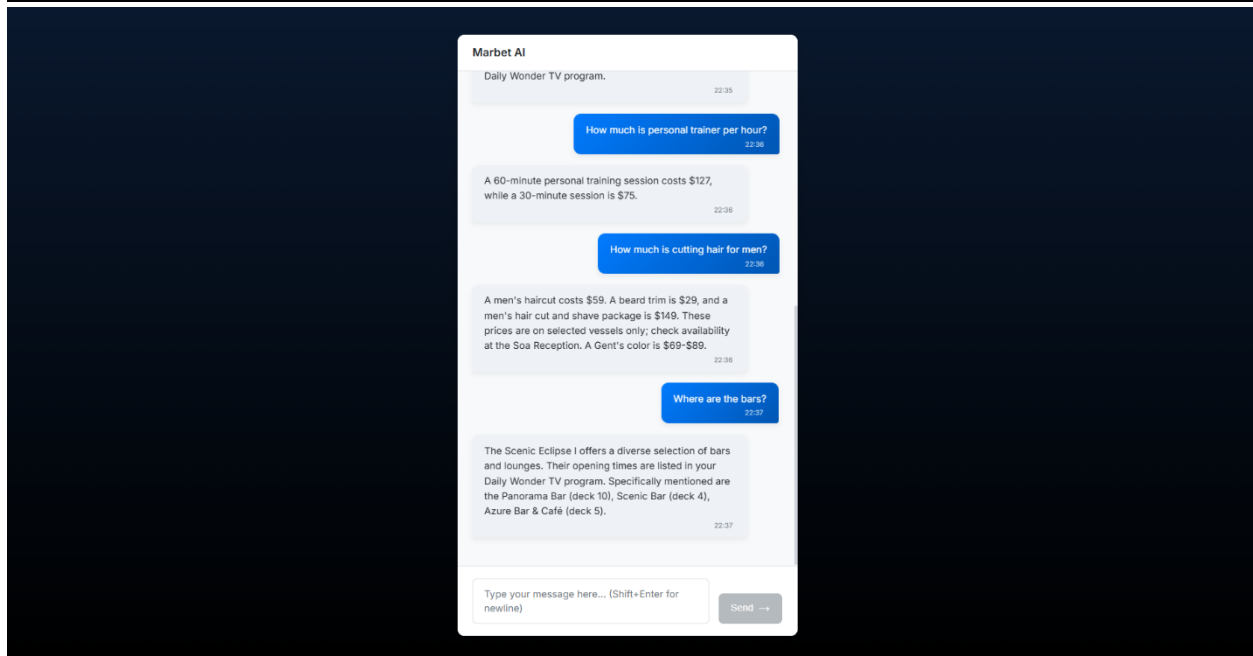 Marbet AI
Daily Wonder TV program.
22:35
How much is personal trainer per hour?
22:36
A 60-minute personal training session costs $127,
while a 30-minute session is $75.
22:36
How much is cutting hair for men?
22:36
A men's haircut costs $59. A beard trim is $29, and a
men's hair cut and shave package is $149. These
prices are on selected vessels only; check availability
at the Soa Reception. A Gent's color is $69-$89.
22:36
Where are the bars?
22:37
The Scenic Eclipse I offers a diverse selection of bars
and lounges. Their opening times are listed in your
Daily Wonder TV program. Specifically mentioned are
the Panorama Bar (deck 10), Scenic Bar (deck 4),
Azure Bar & Café (deck 5).
22:37
Type your message here... (Shift+Enter for
newline)
Send →